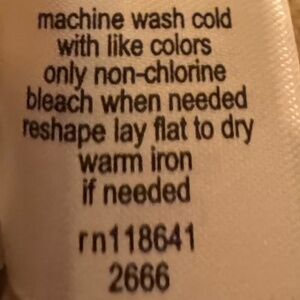 machine wash cold
with like colors
only non-chlorine
bleach when needed
reshape lay flat to dry
warm iron
if needed
rn118641
2666